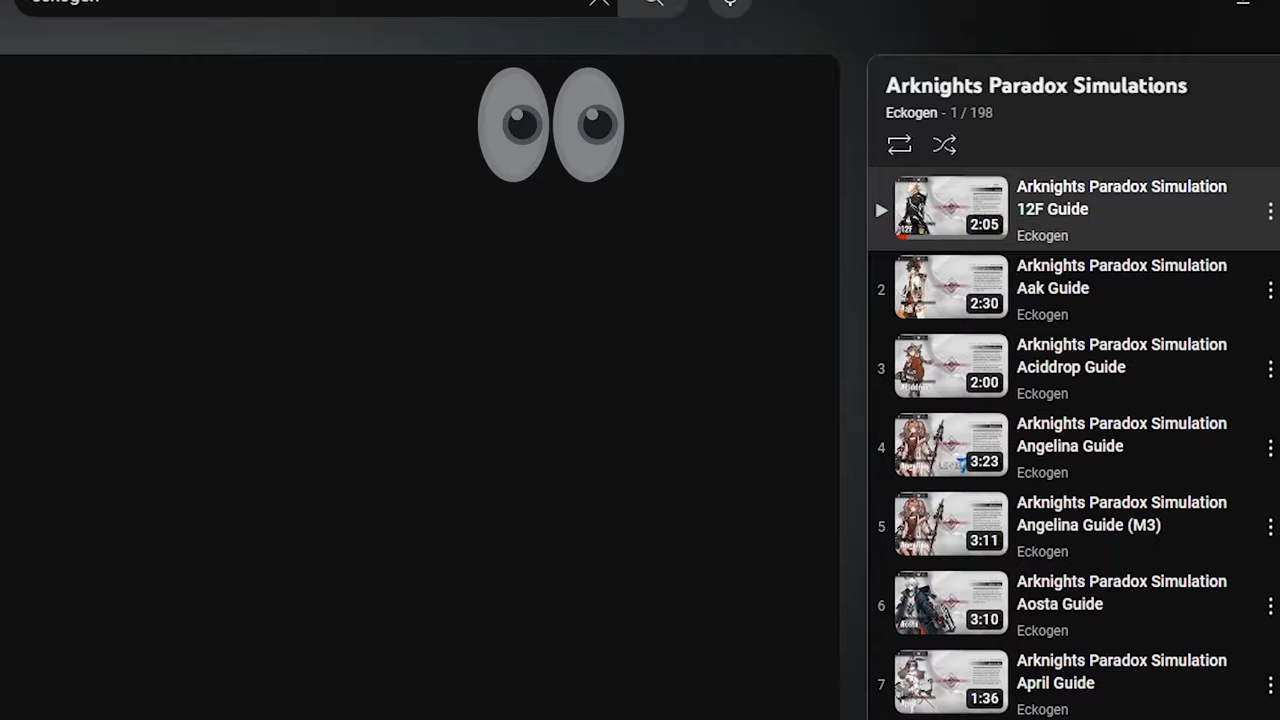 eckogen
Arknights Paradox Simulations
Eckogen - 1 / 198
2:05
Arknights Paradox Simulation
12F Guide
Eckogen
2
2:30
Arknights Paradox Simulation
Aak Guide
Eckogen
3
2:00
Arknights Paradox Simulation
Aciddrop Guide
Eckogen
4
3:23
Arknights Paradox Simulation
Angelina Guide
Eckogen
5
3:11
Arknights Paradox Simulation
Angelina Guide (M3)
Eckogen
6
3:10
Arknights Paradox Simulation
Aosta Guide
Eckogen
7
1:36
Arknights Paradox Simulation
April Guide
Eckogen